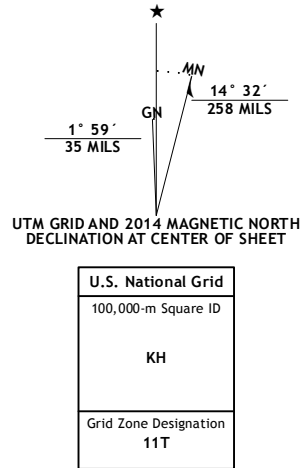 ★
MN
GN
14° 32´
258 MILS
1° 59´
35 MILS
UTM GRID AND 2014 MAGNETIC NORTH
DECLINATION AT CENTER OF SHEET
U.S. National Grid
100,000-m Square ID
KH
Grid Zone Designation
11T